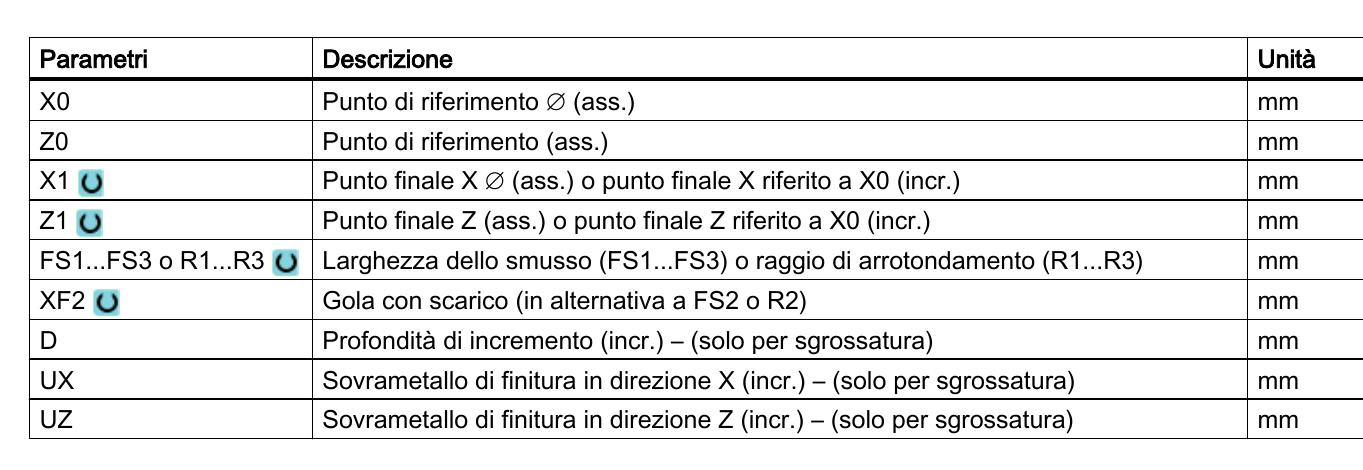 Parametri Descrizione Unità
X0 Punto di riferimento ∅ (ass.) mm
Z0 Punto di riferimento (ass.) mm
X1 Punto finale X ∅ (ass.) o punto finale X riferito a X0 (incr.) mm
Z1 Punto finale Z (ass.) o punto finale Z riferito a X0 (incr.) mm
FS1...FS3 o R1...R3 Larghezza dello smusso (FS1...FS3) o raggio di arrotondamento (R1...R3) mm
XF2 Gola con scarico (in alternativa a FS2 o R2) mm
D Profondità di incremento (incr.) – (solo per sgrossatura) mm
UX Sovrametallo di finitura in direzione X (incr.) – (solo per sgrossatura) mm
UZ Sovrametallo di finitura in direzione Z (incr.) – (solo per sgrossatura) mm